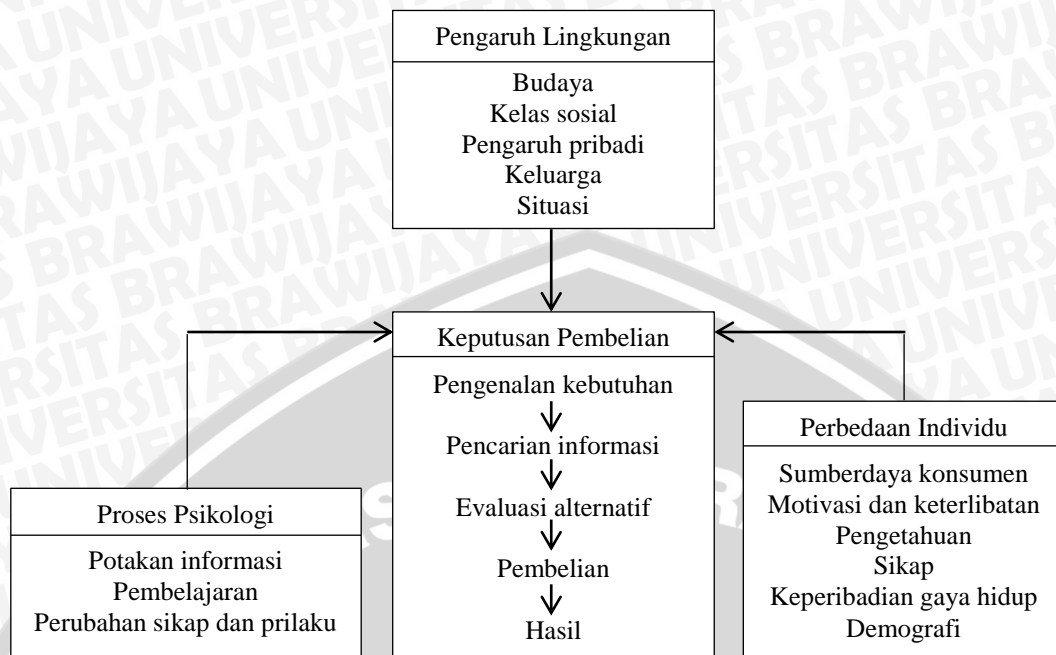 Pengaruh Lingkungan
Budaya
Kelas sosial
Pengaruh pribadi
Keluarga
Situasi
Keputusan Pembelian
Pengenalan kebutuhan
Pencarian informasi
Evaluasi alternatif
Pembelian
Hasil
Proses Psikologi
Potakan informasi
Pembelajaran
Perubahan sikap dan prilaku
Perbedaan Individu
Sumberdaya konsumen
Motivasi dan keterlibatan
Pengetahuan
Sikap
Keperibadian gaya hidup
Demografi